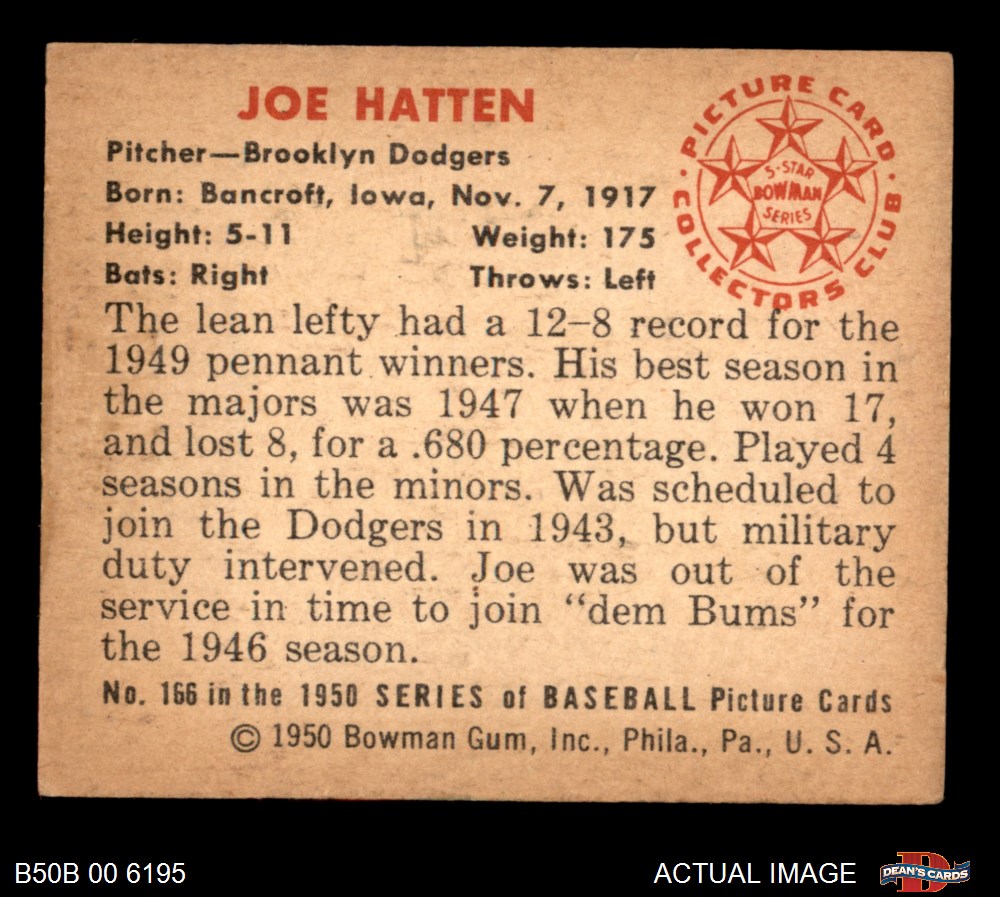 JOE HATTEN
Pitcher—Brooklyn Dodgers
Born: Bancroft, Iowa, Nov. 7, 1917
Height: 5-11 Weight: 175
Bats: Right Throws: Left
PICTURE CARD
COLLECTORS CLUB
5-STAR
BOWMAN
SERIES
The lean lefty had a 12–8 record for the
1949 pennant winners. His best season in
the majors was 1947 when he won 17,
and lost 8, for a .680 percentage. Played 4
seasons in the minors. Was scheduled to
join the Dodgers in 1943, but military
duty intervened. Joe was out of the
service in time to join “dem Bums” for
the 1946 season.
No. 166 in the 1950 SERIES of BASEBALL Picture Cards
© 1950 Bowman Gum, Inc., Phila., Pa., U. S. A.
B50B 00 6195
ACTUAL IMAGE
D
DEAN'S CARDS